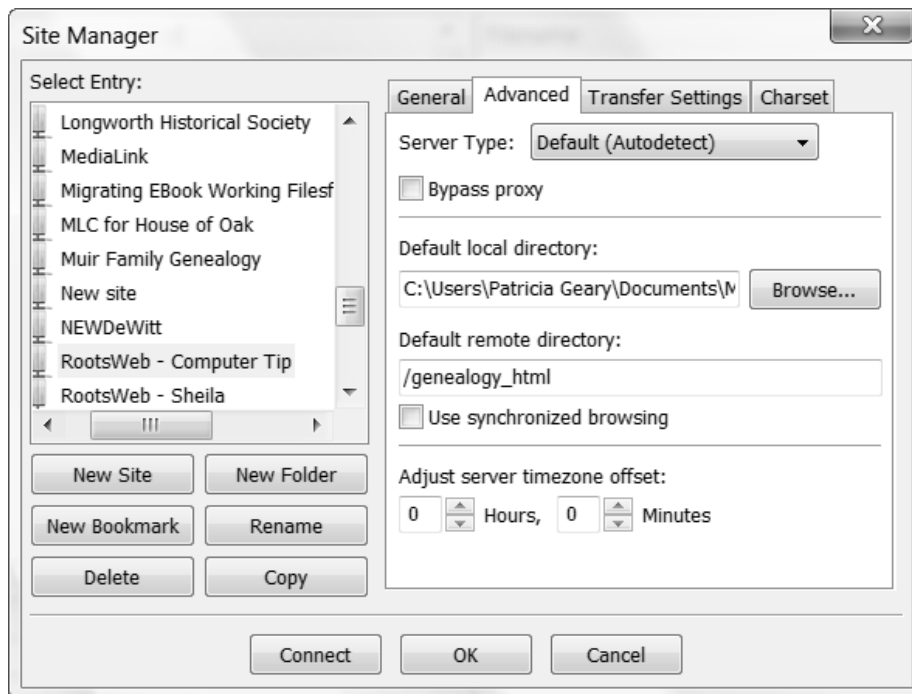 Site Manager
Select Entry:
Longworth Historical Society
MediaLink
Migrating EBook Working Filesf
MLC for House of Oak
Muir Family Genealogy
New site
NEWDeWitt
RootsWeb - Computer Tip
RootsWeb - Sheila
New Site New Folder
New Bookmark Rename
Delete Copy
General Advanced Transfer Settings Charset
Server Type: Default (Autodetect)
Bypass proxy
Default local directory:
C:\Users\Patricia Geary\Documents\M Browse...
Default remote directory:
/genealogy_html
Use synchronized browsing
Adjust server timezone offset:
0 Hours, 0 Minutes
Connect OK Cancel